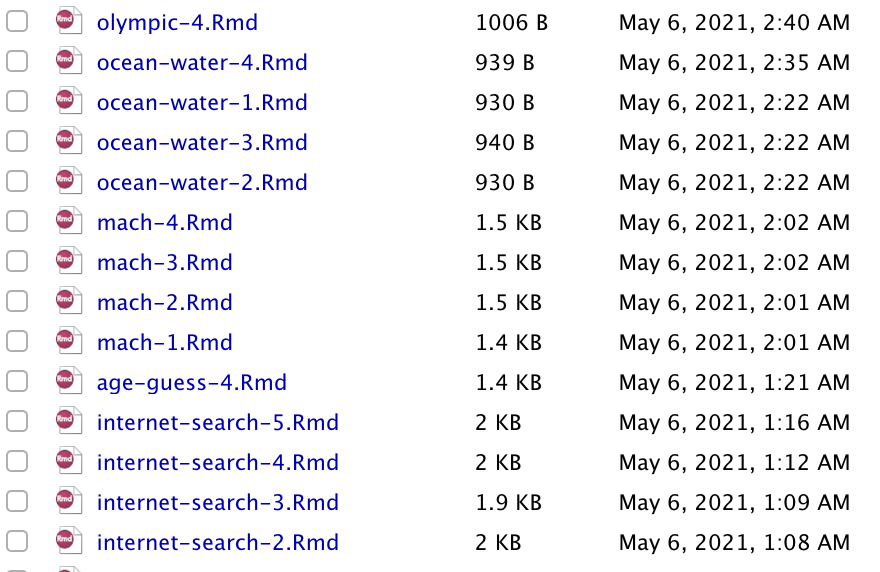 Rmd olympic-4.Rmd 1006 B May 6, 2021, 2:40 AM
Rmd ocean-water-4.Rmd 939 B May 6, 2021, 2:35 AM
Rmd ocean-water-1.Rmd 930 B May 6, 2021, 2:22 AM
Rmd ocean-water-3.Rmd 940 B May 6, 2021, 2:22 AM
Rmd ocean-water-2.Rmd 930 B May 6, 2021, 2:22 AM
Rmd mach-4.Rmd 1.5 KB May 6, 2021, 2:02 AM
Rmd mach-3.Rmd 1.5 KB May 6, 2021, 2:02 AM
Rmd mach-2.Rmd 1.5 KB May 6, 2021, 2:01 AM
Rmd mach-1.Rmd 1.4 KB May 6, 2021, 2:01 AM
Rmd age-guess-4.Rmd 1.4 KB May 6, 2021, 1:21 AM
Rmd internet-search-5.Rmd 2 KB May 6, 2021, 1:16 AM
Rmd internet-search-4.Rmd 2 KB May 6, 2021, 1:12 AM
Rmd internet-search-3.Rmd 1.9 KB May 6, 2021, 1:09 AM
Rmd internet-search-2.Rmd 2 KB May 6, 2021, 1:08 AM